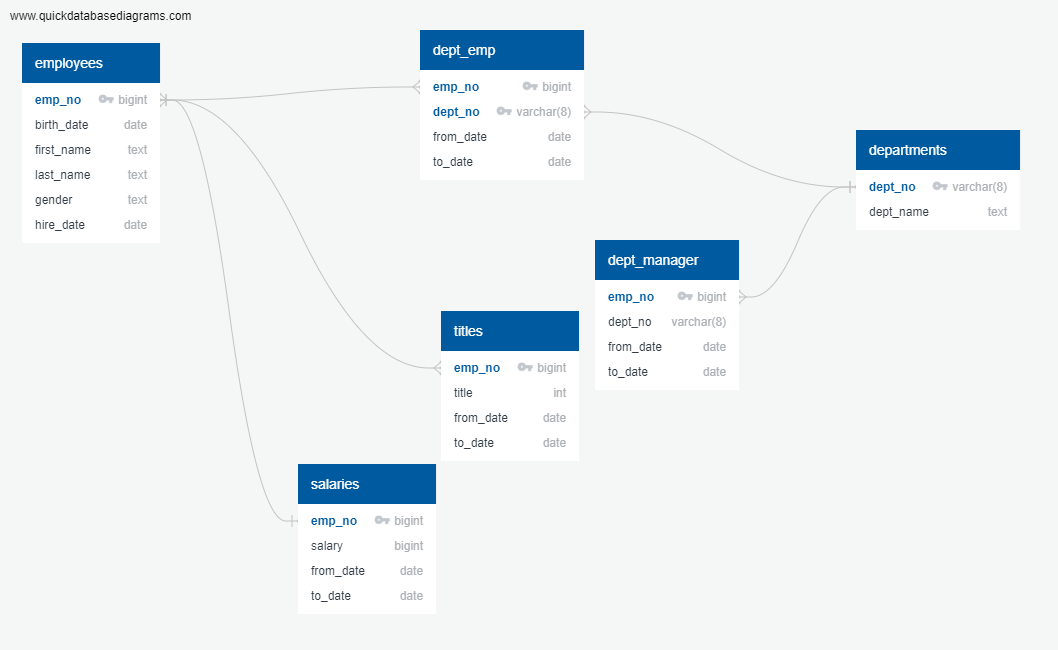 www.quickdatabasediagrams.com
employees
emp_no bigint
birth_date date
first_name text
last_name text
gender text
hire_date date
dept_emp
emp_no bigint
dept_no varchar(8)
from_date date
to_date date
departments
dept_no varchar(8)
dept_name text
dept_manager
emp_no bigint
dept_no varchar(8)
from_date date
to_date date
titles
emp_no bigint
title int
from_date date
to_date date
salaries
emp_no bigint
salary bigint
from_date date
to_date date